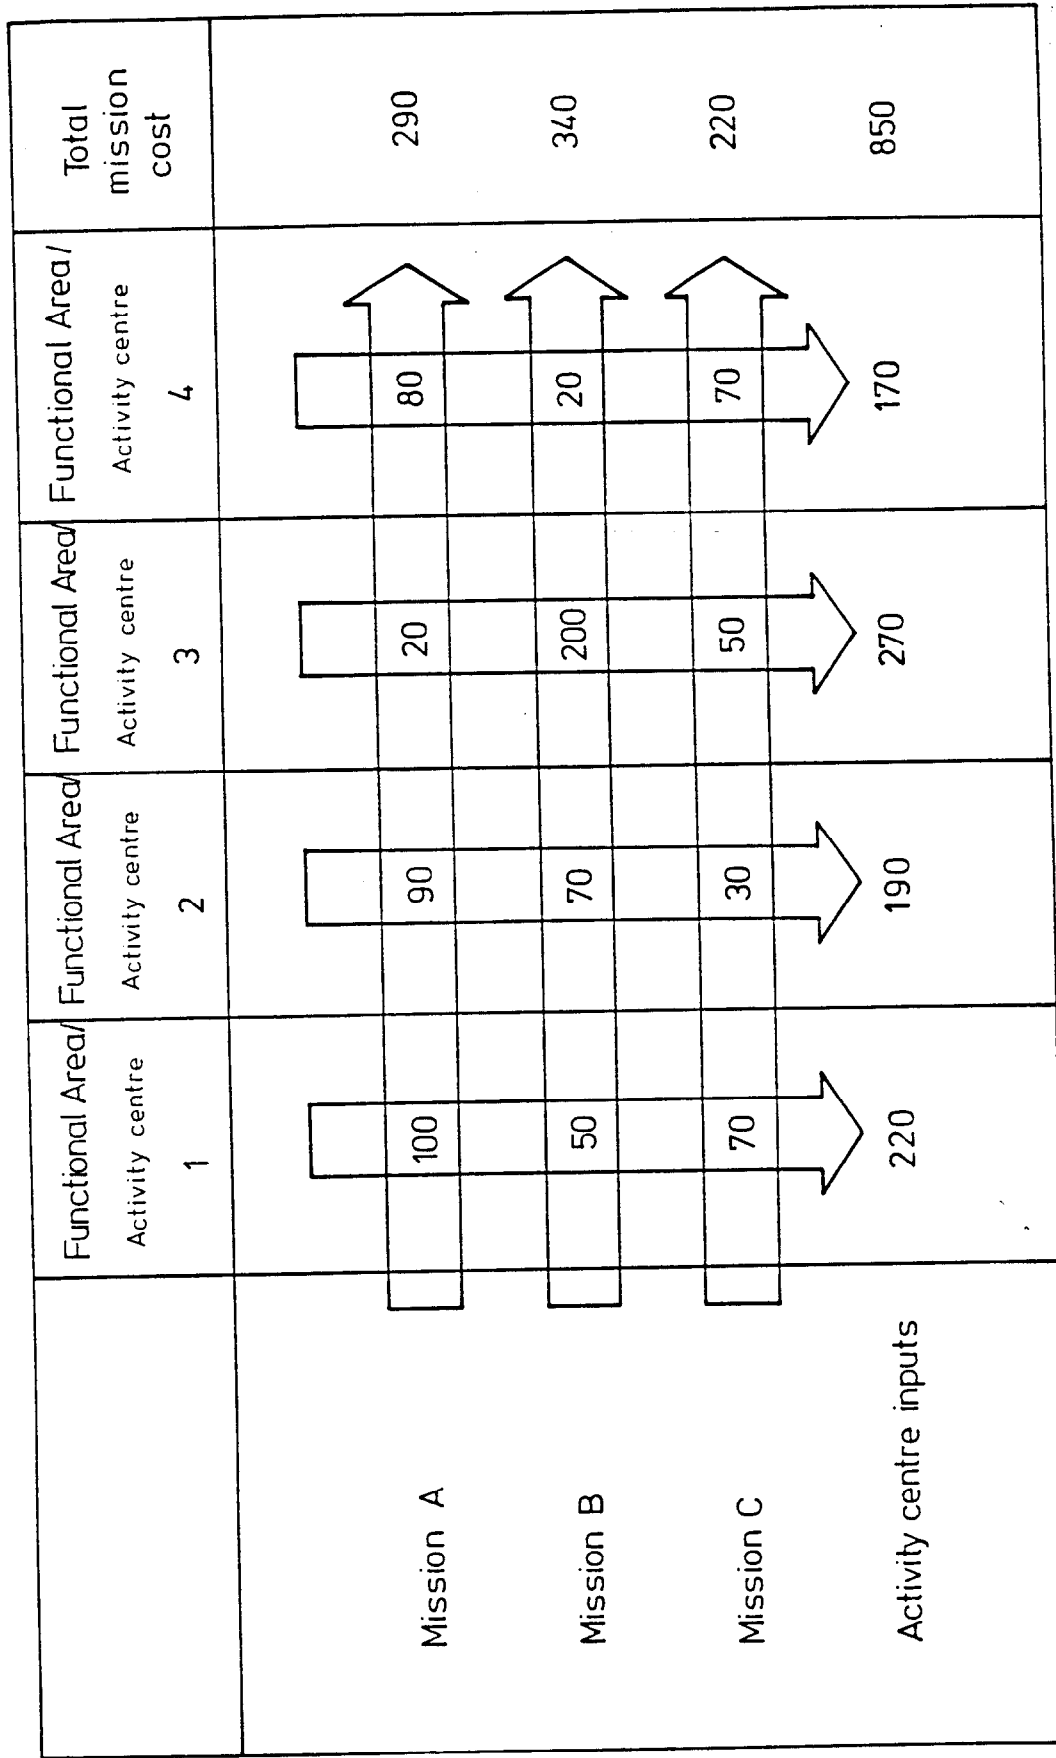 Functional Area/ Functional Area/ Functional Area/ Functional Area/ Total
Activity centre Activity centre Activity centre Activity centre mission
1 2 3 4 cost
Mission A 100 90 20 80 290
Mission B 50 70 200 20 340
Mission C 70 30 50 70 220
Activity centre inputs 220 190 270 170 850